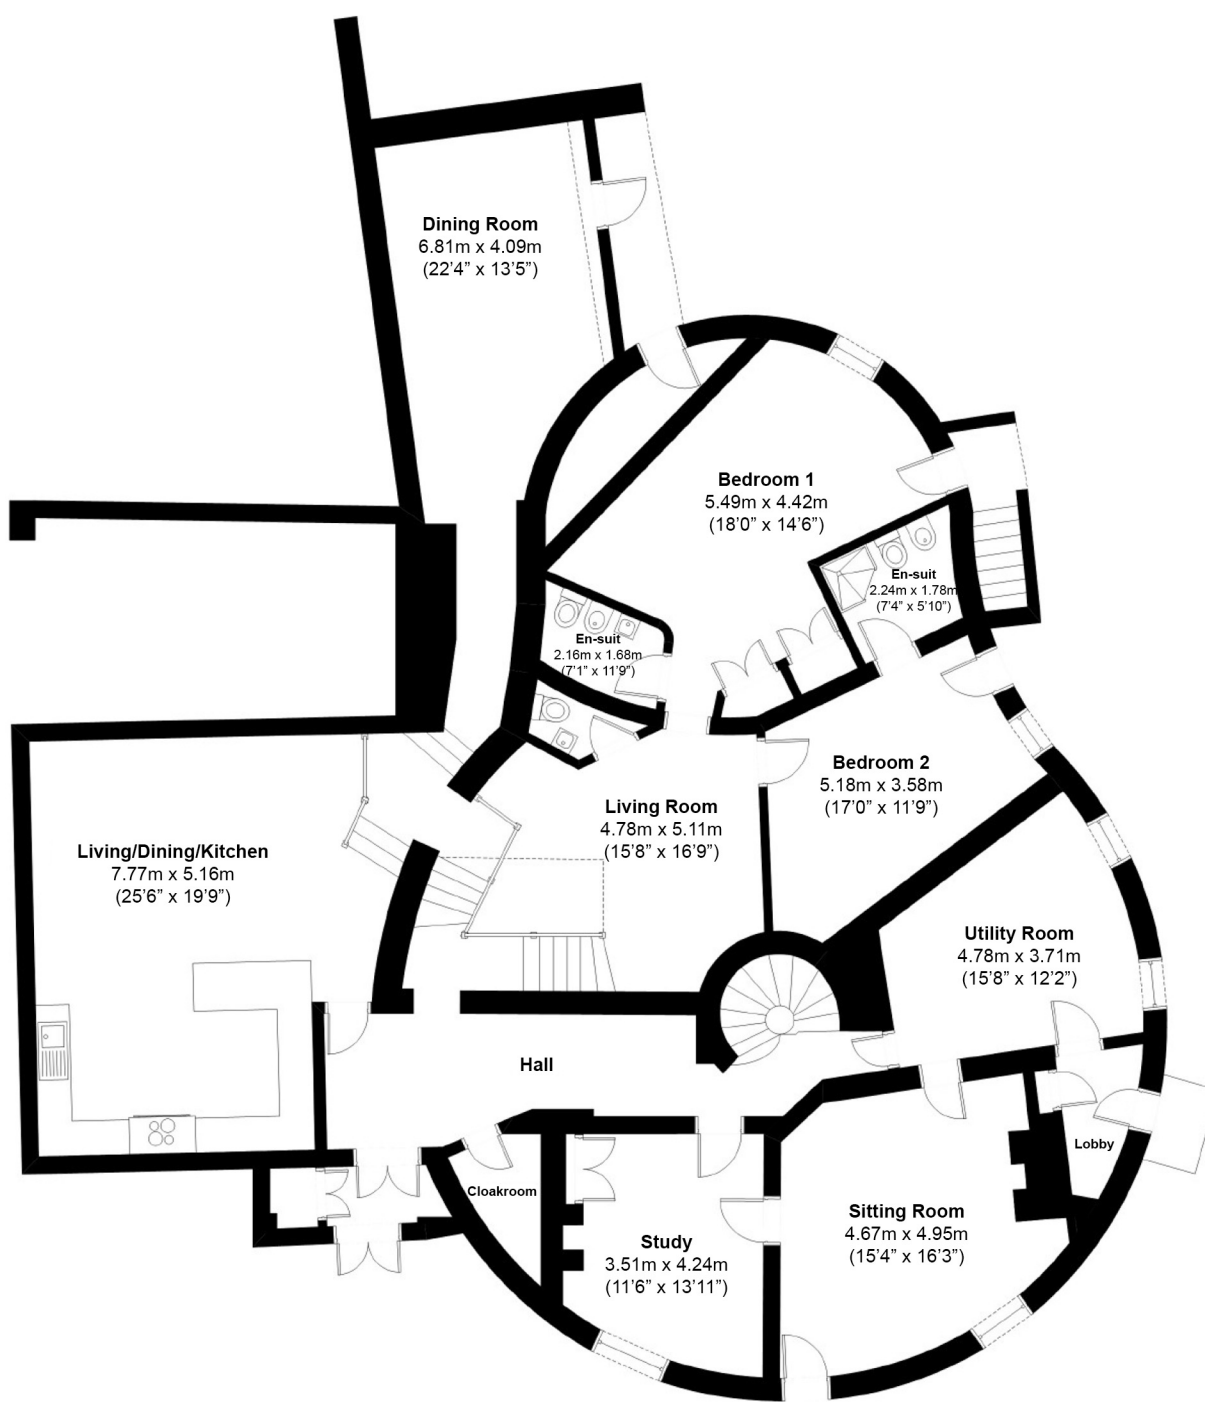 Dining Room
6.81m x 4.09m
(22’4” x 13’5”)
Bedroom 1
5.49m x 4.42m
(18’0” x 14’6”)
En-suit
2.24m x 1.78m
(7’4” x 5’10”)
En-suit
2.16m x 1.68m
(7’1” x 11’9”)
Bedroom 2
5.18m x 3.58m
(17’0” x 11’9”)
Living Room
4.78m x 5.11m
(15’8” x 16’9”)
Living/Dining/Kitchen
7.77m x 5.16m
(25’6” x 19’9”)
Utility Room
4.78m x 3.71m
(15’8” x 12’2”)
Hall
Lobby
Cloakroom
Sitting Room
4.67m x 4.95m
(15’4” x 16’3”)
Study
3.51m x 4.24m
(11’6” x 13’11”)